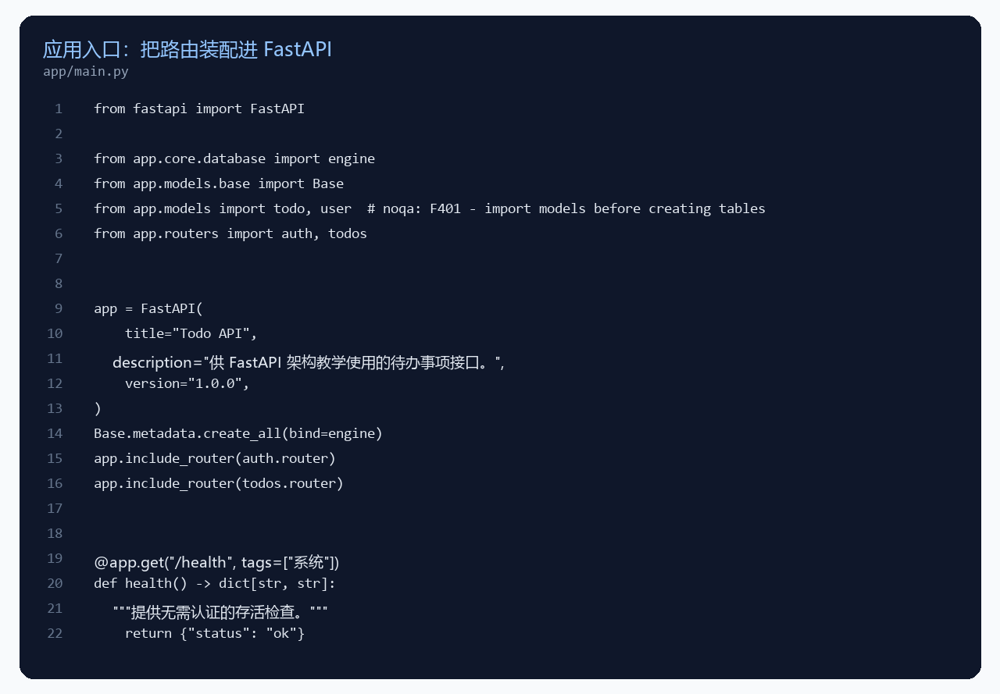 应用入口：把路由装配进 FastAPI
app/main.py
1 from fastapi import FastAPI
2
3 from app.core.database import engine
4 from app.models.base import Base
5 from app.models import todo, user  # noqa: F401 - import models before creating tables
6 from app.routers import auth, todos
7
8
9 app = FastAPI(
10     title="Todo API",
11     description="供 FastAPI 架构教学使用的待办事项接口。",
12     version="1.0.0",
13 )
14 Base.metadata.create_all(bind=engine)
15 app.include_router(auth.router)
16 app.include_router(todos.router)
17
18
19 @app.get("/health", tags=["系统"])
20 def health() -> dict[str, str]:
21     """提供无需认证的存活检查。"""
22     return {"status": "ok"}